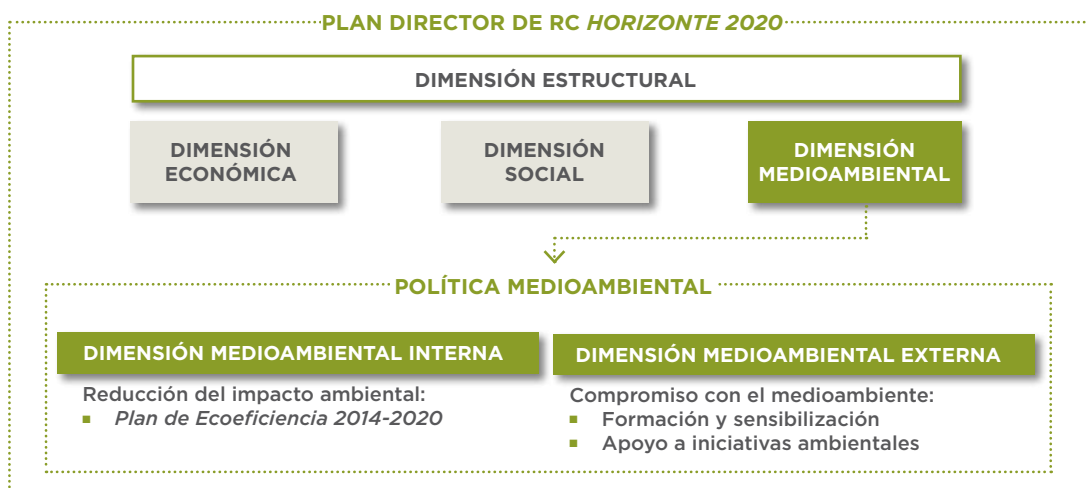 PLAN DIRECTOR DE RC HORIZONTE 2020
DIMENSIÓN ESTRUCTURAL
DIMENSIÓN
ECONÓMICA
DIMENSIÓN
SOCIAL
DIMENSIÓN
MEDIOAMBIENTAL
POLÍTICA MEDIOAMBIENTAL
DIMENSIÓN MEDIOAMBIENTAL INTERNA
Reducción del impacto ambiental:
▪ Plan de Ecoeficiencia 2014-2020
DIMENSIÓN MEDIOAMBIENTAL EXTERNA
Compromiso con el medioambiente:
▪ Formación y sensibilización
▪ Apoyo a iniciativas ambientales